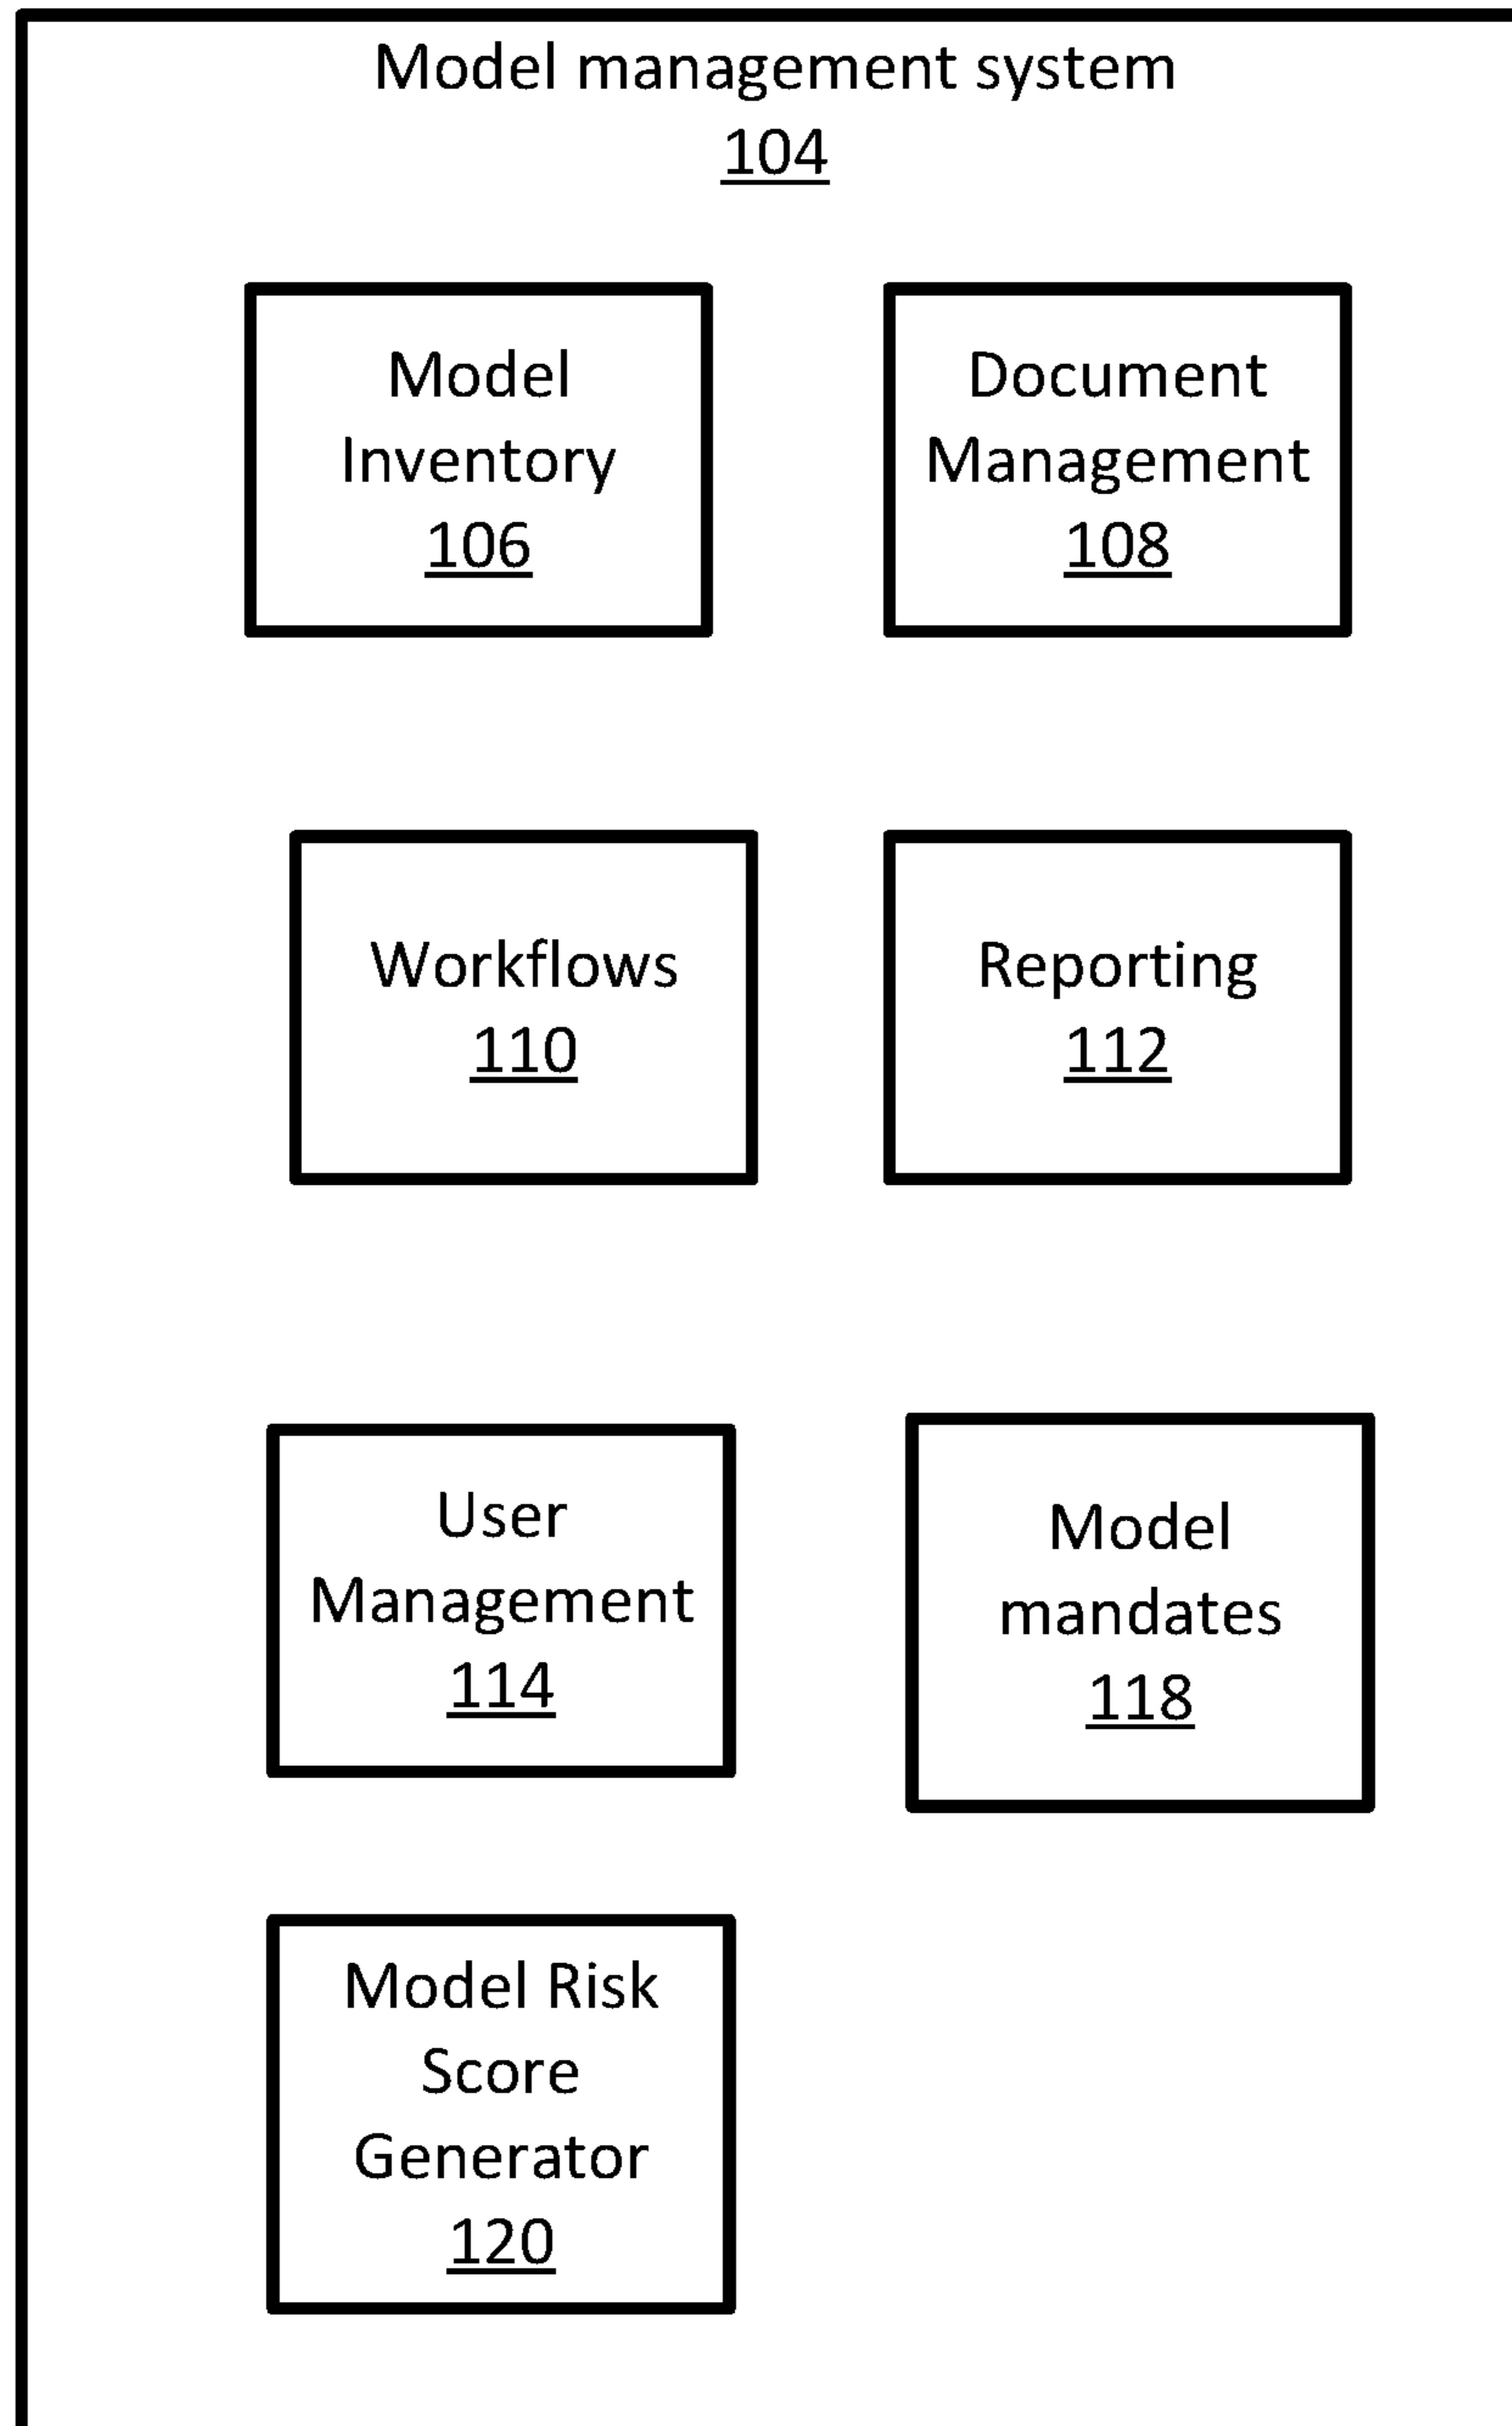 Model management system
104
Model
Inventory
106
Document
Management
108
Workflows
110
Reporting
112
User
Management
114
Model
mandates
118
Model Risk
Score
Generator
120